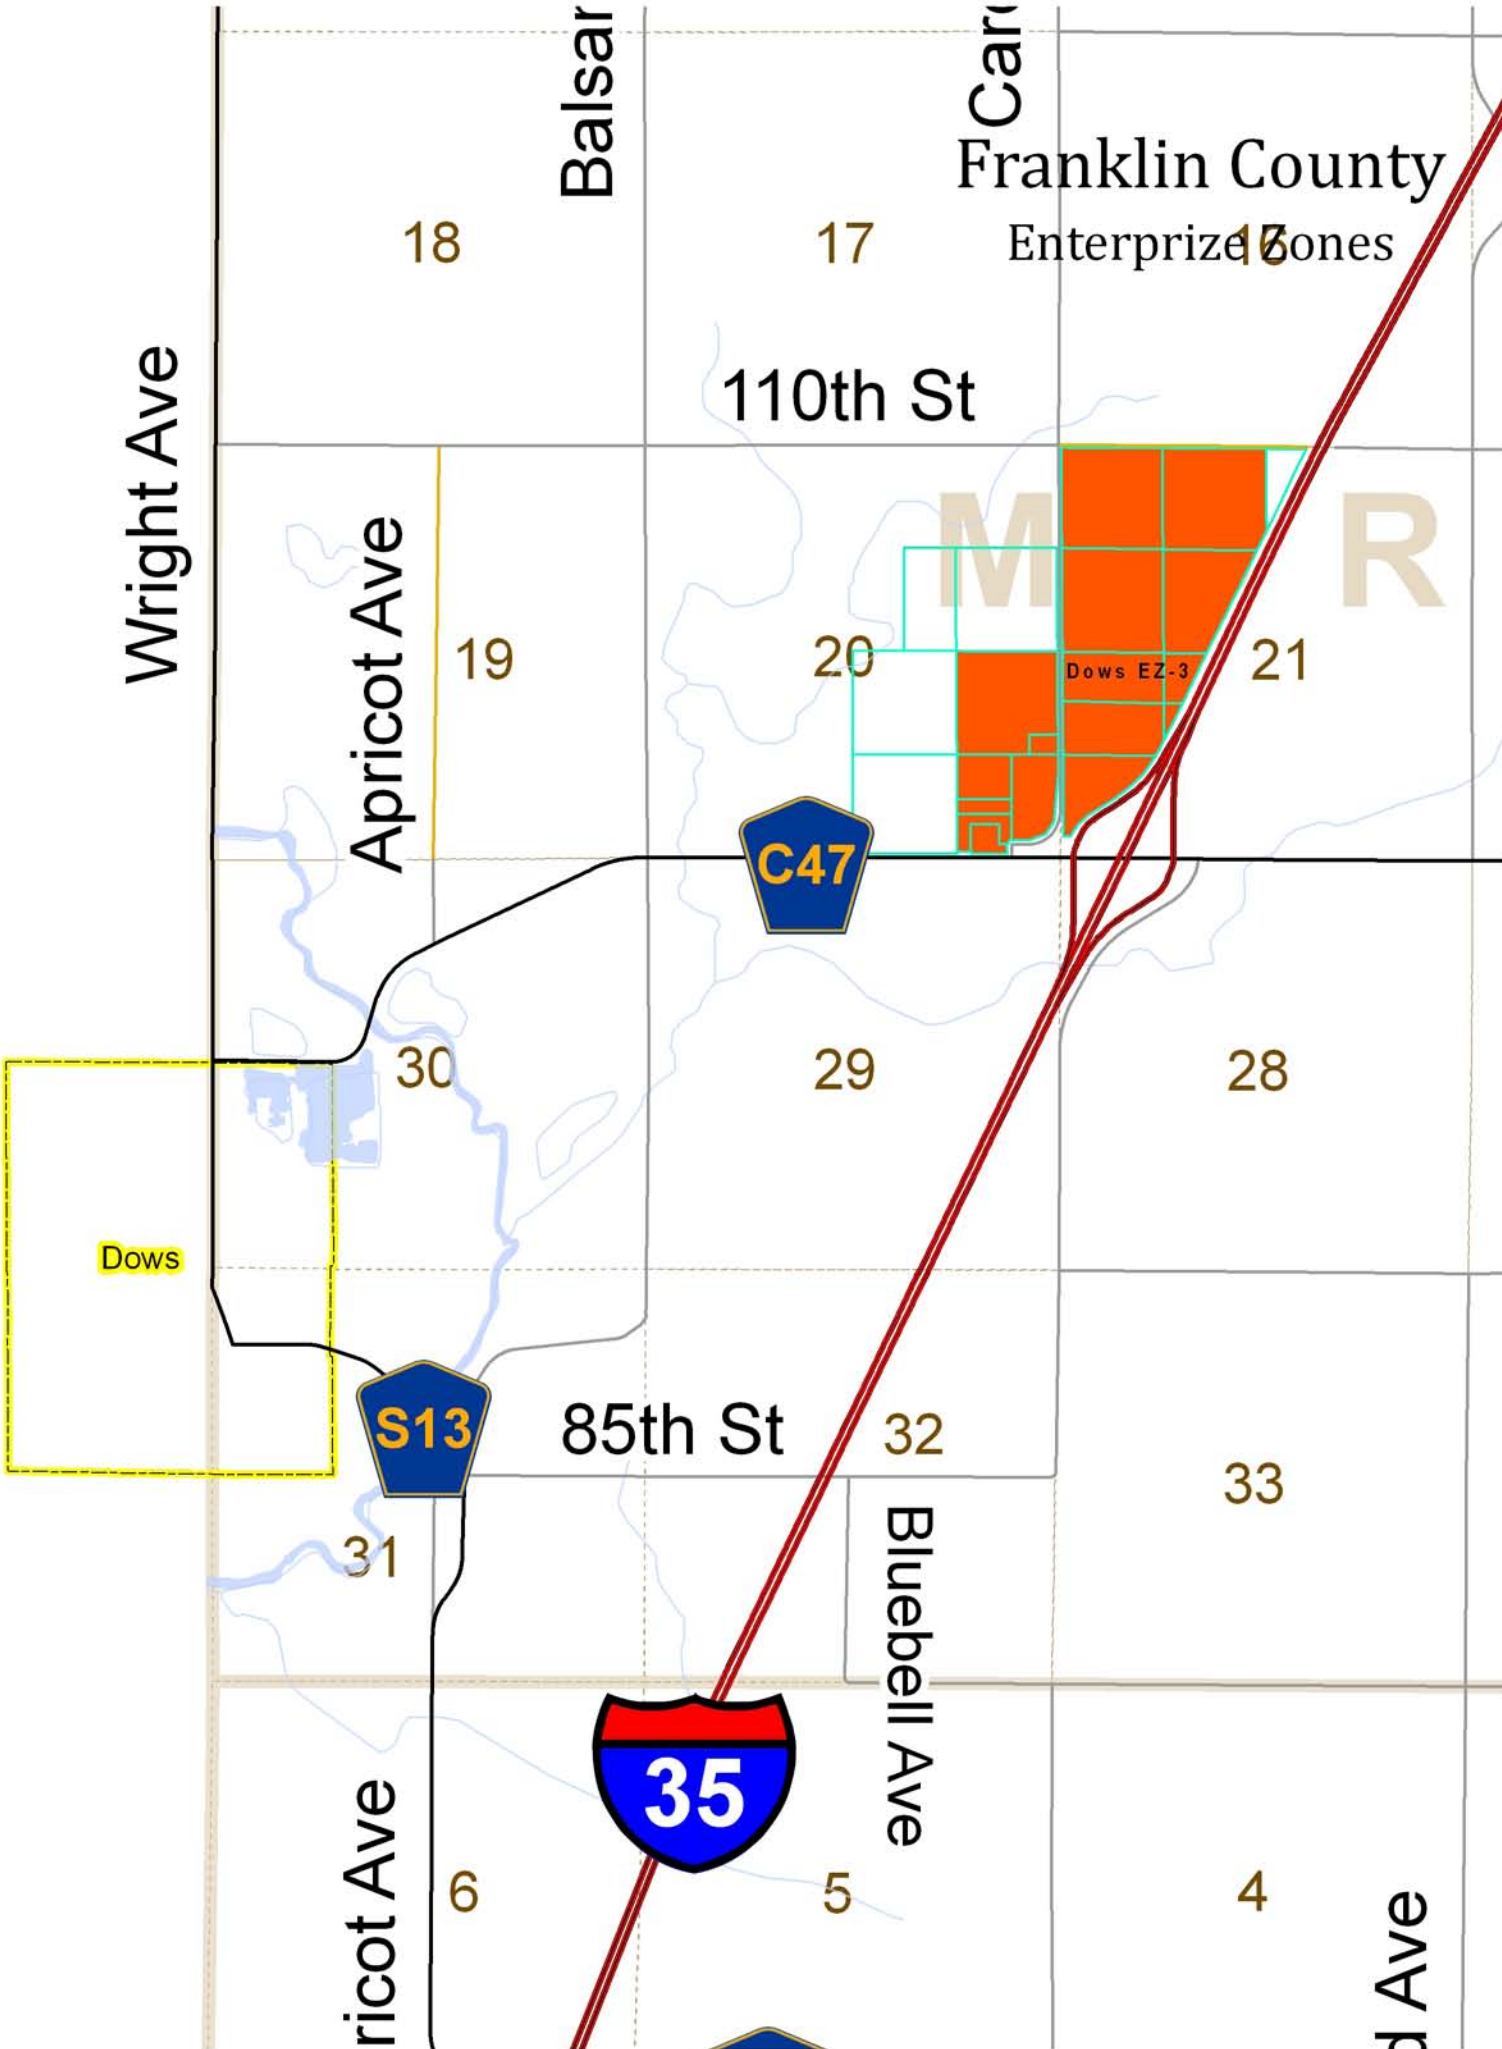 Balsar
Car
Franklin County
Enterprize Zones
18
17
16
Wright Ave
110th St
Apricot Ave
M R
19
20
Dows EZ-3
21
C47
30
29
28
Dows
S13
85th St
32
33
31
Bluebell Ave
35
ricot Ave
6
5
4
d Ave